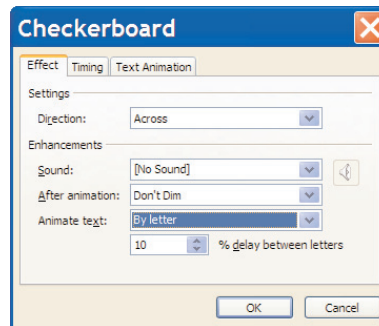 Checkerboard
Effect Timing Text Animation
Settings
Direction: Across
Enhancements
Sound: [No Sound]
After animation: Don't Dim
Animate text: By letter
10 % delay between letters
OK Cancel